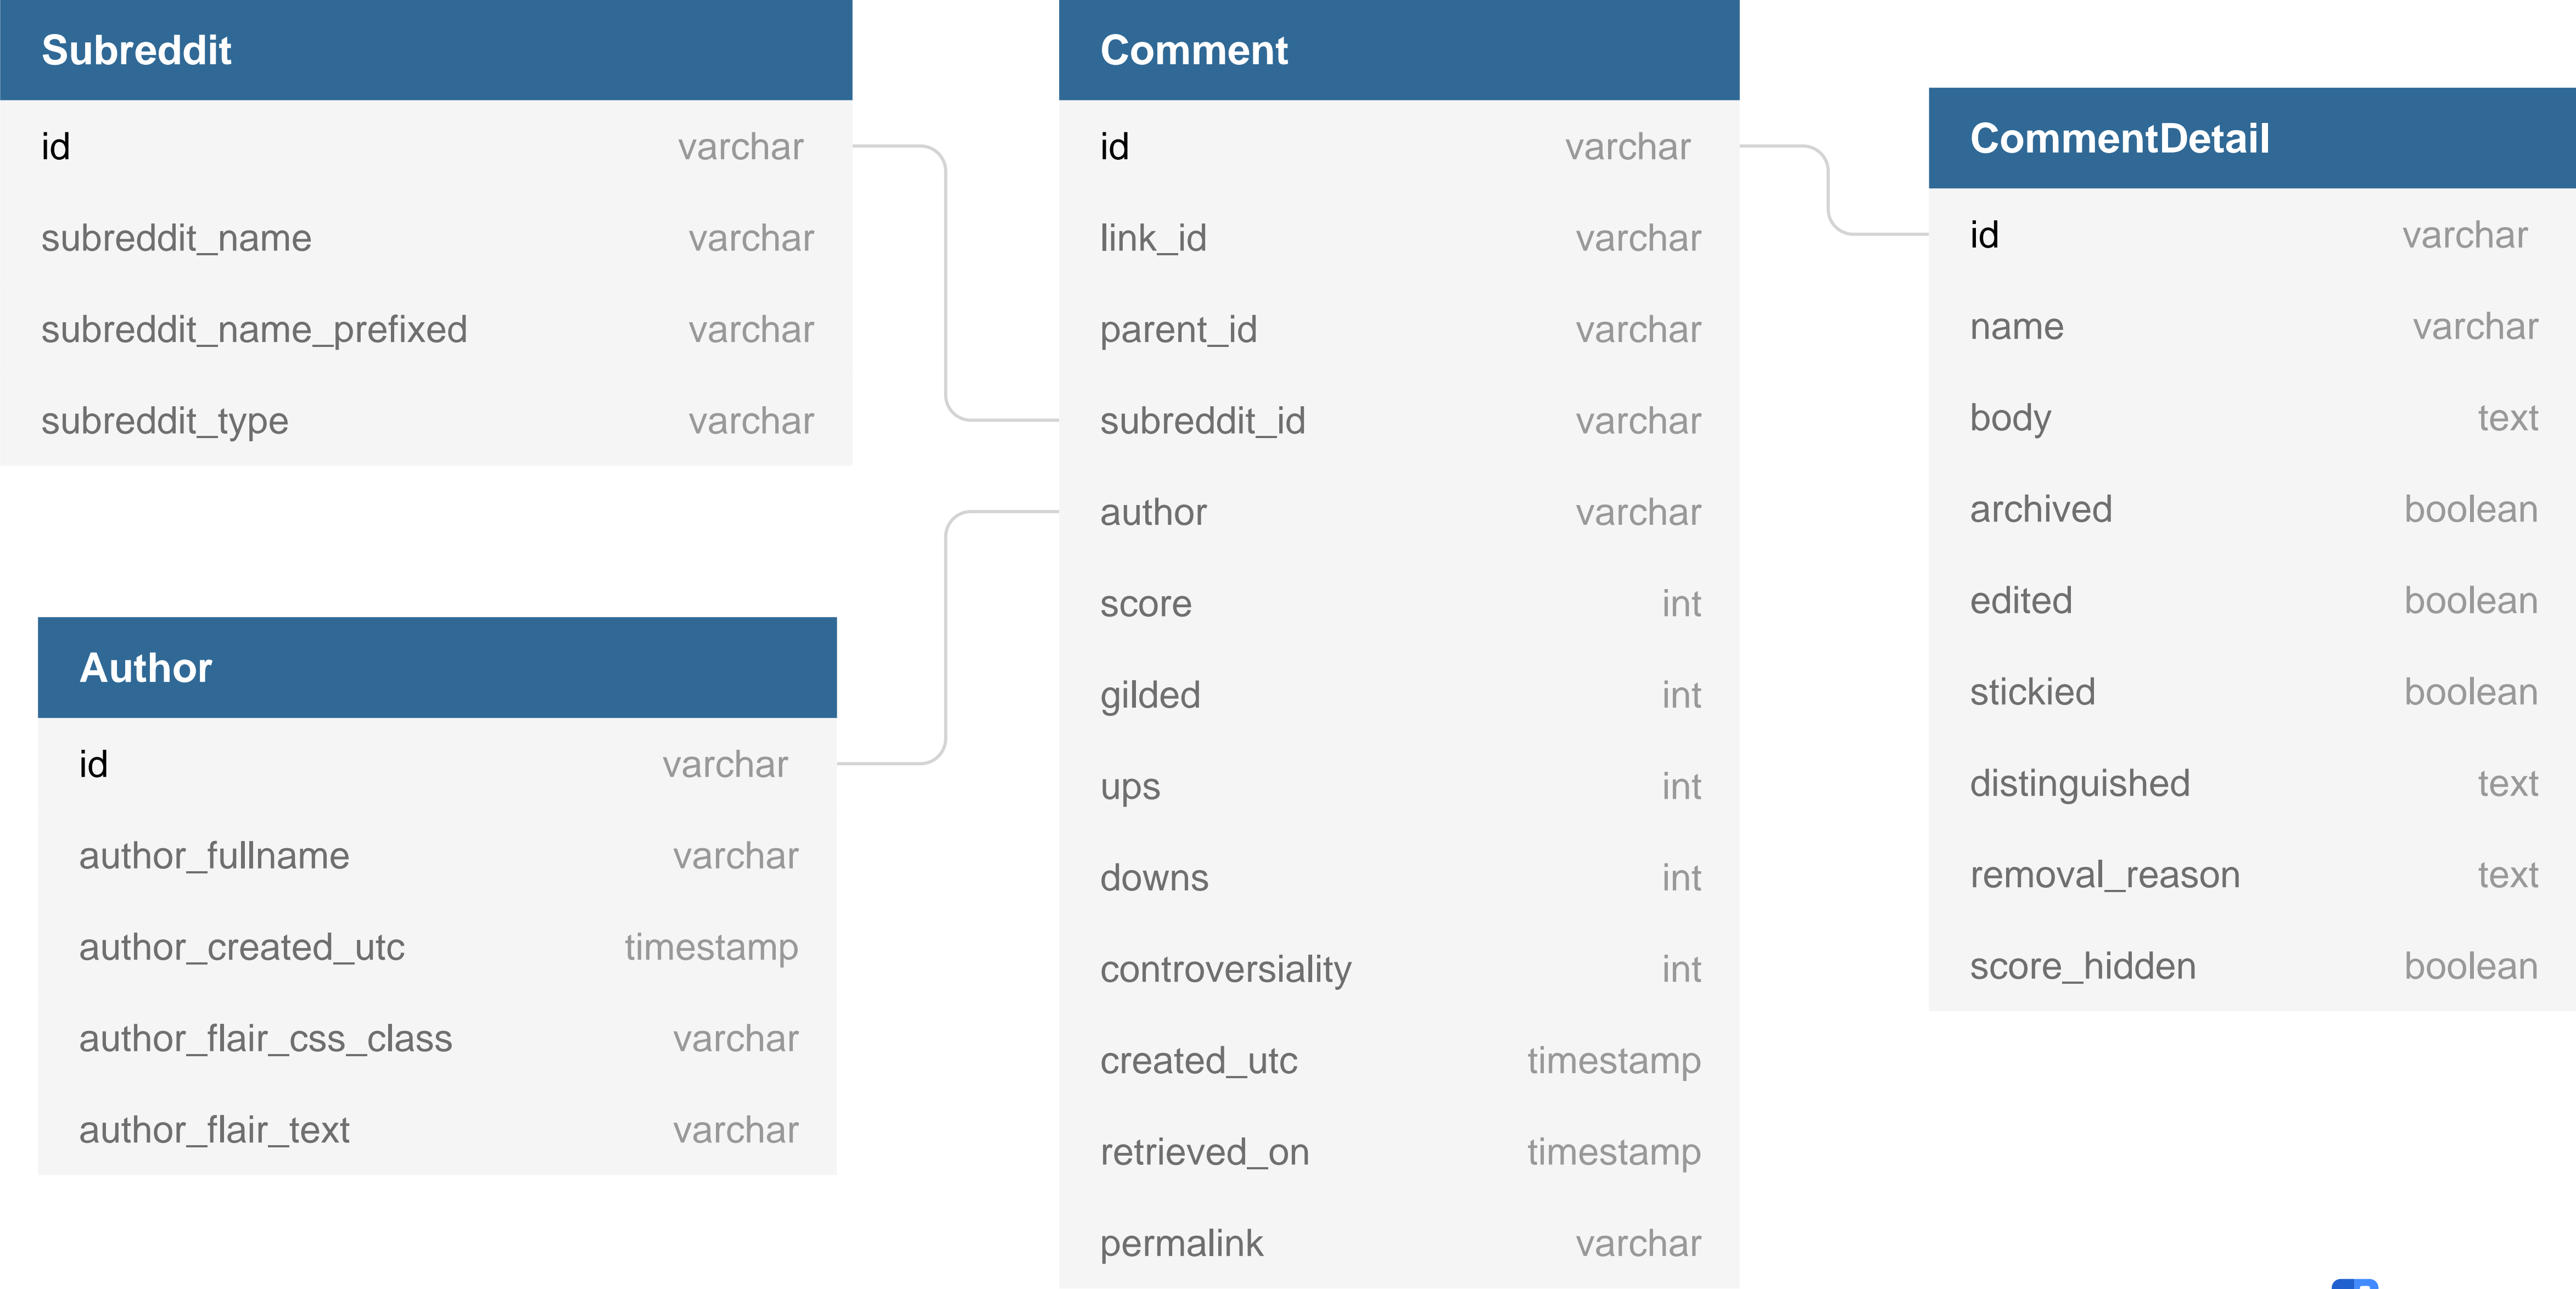 Subreddit
id varchar
subreddit_name varchar
subreddit_name_prefixed varchar
subreddit_type varchar
Author
id varchar
author_fullname varchar
author_created_utc timestamp
author_flair_css_class varchar
author_flair_text varchar
Comment
id varchar
link_id varchar
parent_id varchar
subreddit_id varchar
author varchar
score int
gilded int
ups int
downs int
controversiality int
created_utc timestamp
retrieved_on timestamp
permalink varchar
CommentDetail
id varchar
name varchar
body text
archived boolean
edited boolean
stickied boolean
distinguished text
removal_reason text
score_hidden boolean